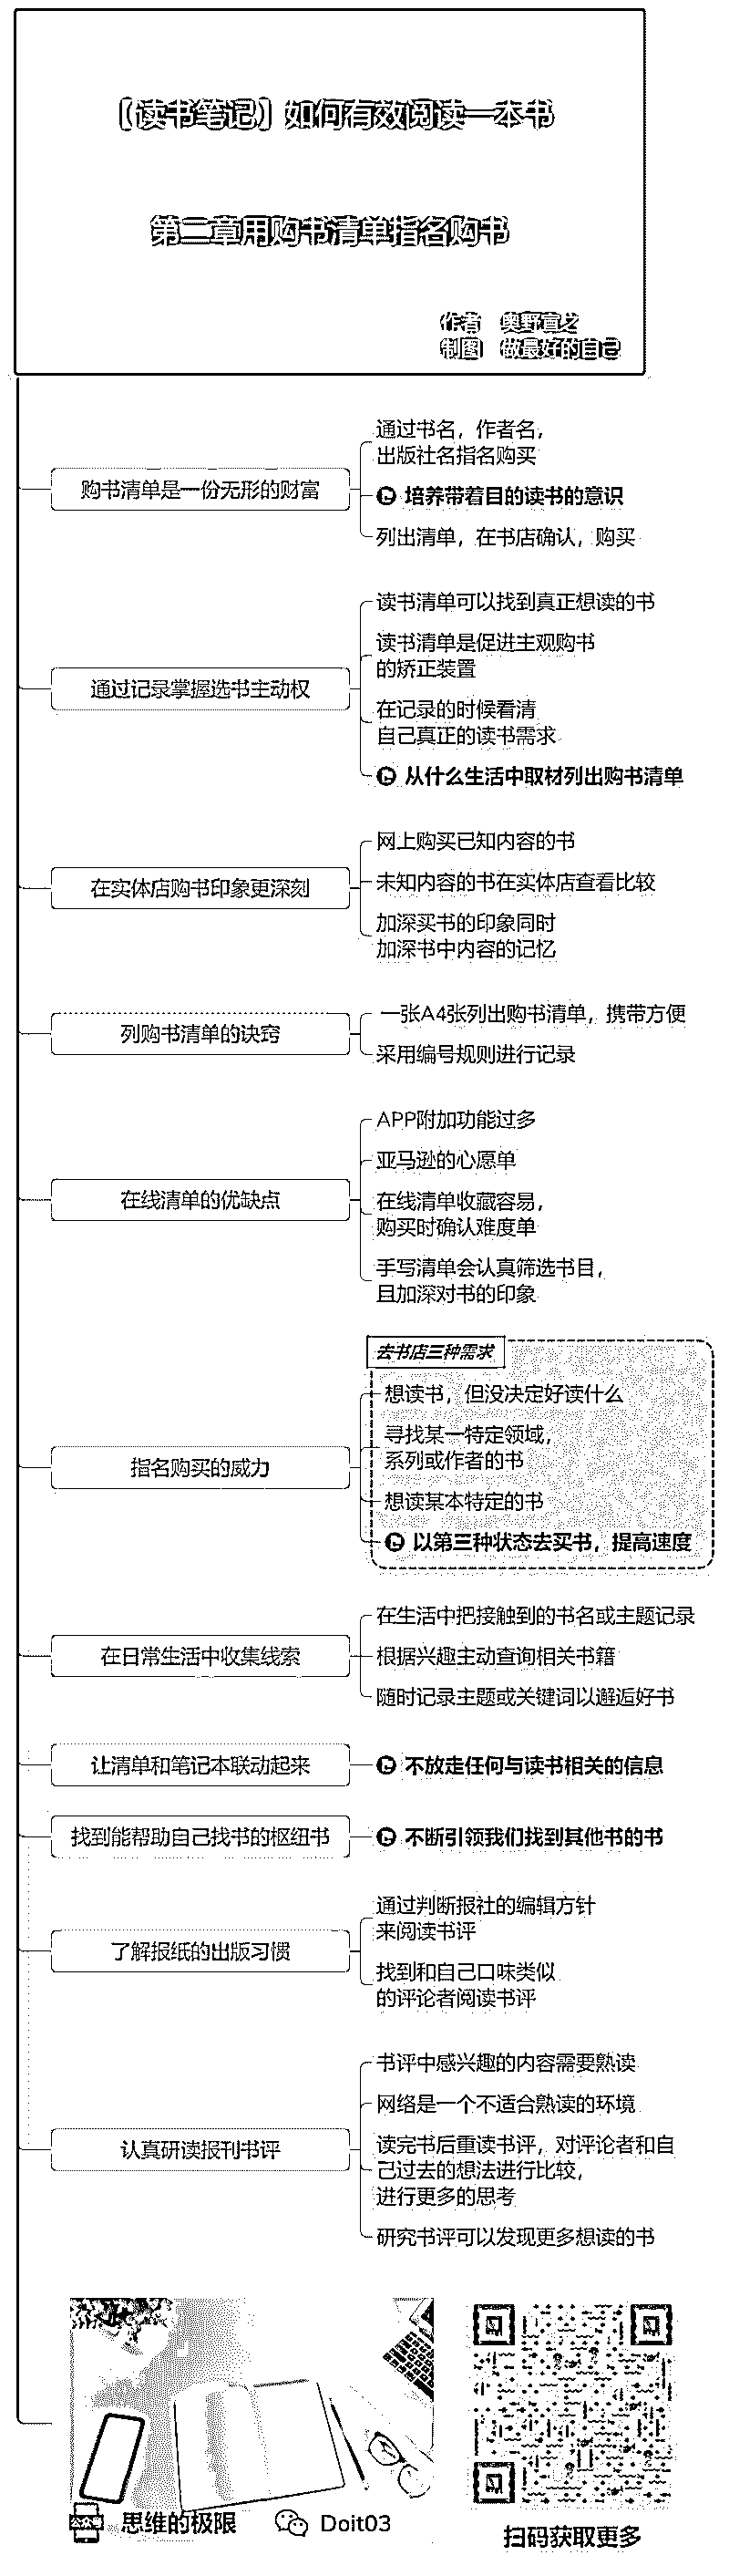 【读书笔记】如何有效阅读一本书
第二章用购书清单指名购书
作者 奥野宣之
制图 做最好的自己
购书清单是一份无形的财富
通过书名，作者名，
出版社名指名购买
培养带着目的读书的意识
列出清单，在书店确认，购买
通过记录掌握选书主动权
读书清单可以找到真正想读的书
读书清单是促进主观购书
的矫正装置
在记录的时候看清
自己真正的读书需求
从什么生活中取材列出购书清单
在实体店购书印象更深刻
网上购买已知内容的书
未知内容的书在实体店查看比较
加深买书的印象同时
加深书中内容的记忆
列购书清单的诀窍
一张A4张列出购书清单，携带方便
采用编号规则进行记录
在线清单的优缺点
APP附加功能过多
亚马逊的心愿单
在线清单收藏容易，
购买时确认难度单
手写清单会认真筛选书目，
且加深对书的印象
指名购买的威力
去书店三种需求
想读书，但没决定好读什么
寻找某一特定领域，
系列或作者的书
想读某本特定的书
以第三种状态去买书，提高速度
在日常生活中收集线索
在生活中把接触到的书名或主题记录
根据兴趣主动查询相关书籍
随时记录主题或关键词以邂逅好书
让清单和笔记本联动起来
不放走任何与读书相关的信息
找到能帮助自己找书的枢纽书
不断引领我们找到其他书的书
了解报纸的出版习惯
通过判断报社的编辑方针
来阅读书评
找到和自己口味类似
的评论者阅读书评
认真研读报刊书评
书评中感兴趣的内容需要熟读
网络是一个不适合熟读的环境
读完书后重读书评，对评论者和自
己过去的想法进行比较，
进行更多的思考
研究书评可以发现更多想读的书
公众号 思维的极限 Doit03
扫码获取更多